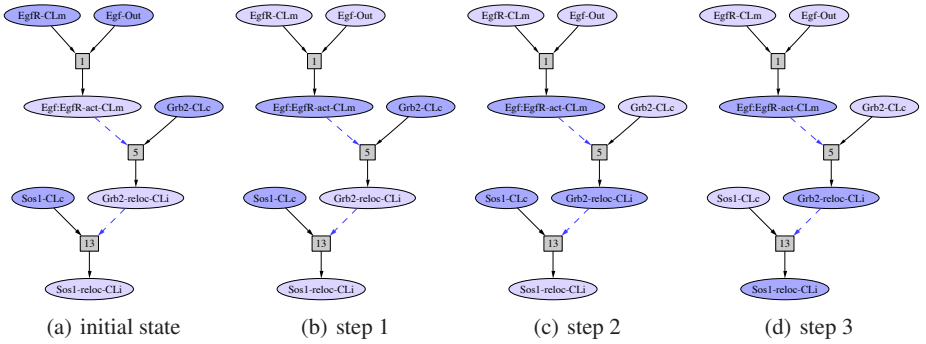 EgfR-CLm Egf-Out
1
Egf:EgfR-act-CLm Grb2-CLc
5
Sos1-CLc Grb2-reloc-CLi
13
Sos1-reloc-CLi
(a) initial state
EgfR-CLm Egf-Out
1
Egf:EgfR-act-CLm Grb2-CLc
5
Sos1-CLc Grb2-reloc-CLi
13
Sos1-reloc-CLi
(b) step 1
EgfR-CLm Egf-Out
1
Egf:EgfR-act-CLm Grb2-CLc
5
Sos1-CLc Grb2-reloc-CLi
13
Sos1-reloc-CLi
(c) step 2
EgfR-CLm Egf-Out
1
Egf:EgfR-act-CLm Grb2-CLc
5
Sos1-CLc Grb2-reloc-CLi
13
Sos1-reloc-CLi
(d) step 3